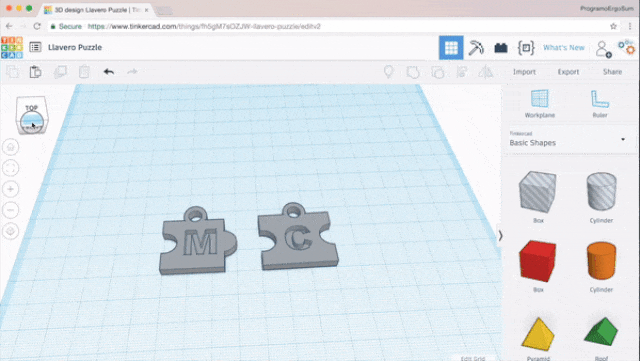 3D design Llavero Puzzle | Tin
ProgramoErgoSum
Secure
https://www.tinkercad.com/things/fh5gM7sOZJW-llavero-puzzle/editv2
TIN
KER
CAD
Llavero Puzzle
What's New
Import
Export
Share
TOP
Workplane
Ruler
Tinkercad
Basic Shapes
M
C
Box
Cylinder
Box
Cylinder
Pyramid
Roof
Edit Grid